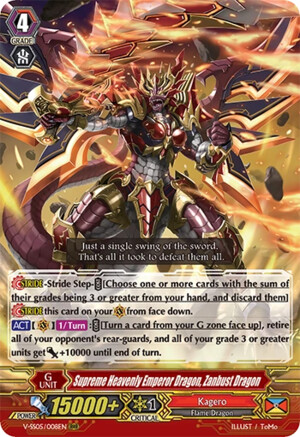 4
GRADE
Just a single swing of the sword.
That's all it took to defeat them all.
STRIDE-Stride Step-[Choose one or more cards with the sum
of their grades being 3 or greater from your hand, and discard them]
STRIDE this card on your from face down.
ACT[ ] 1/Turn : [Turn a card from your G zone face up], retire
all of your opponent's rear-guards, and all of your grade 3 or greater
units get +10000 until end of turn.
G UNIT
Supreme Heavenly Emperor Dragon, Zanbust Dragon
POWER
15000+
1
CRITICAL
Kagero
Flame Dragon
V-SS05/008EN RRR
ILLUST / ToMo